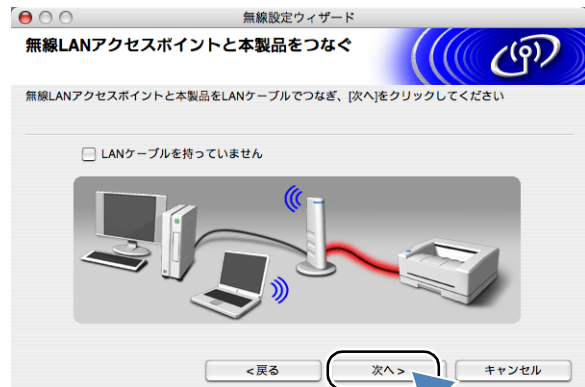 無線設定ウィザード
無線LANアクセスポイントと本製品をつなぐ
無線LANアクセスポイントと本製品をLANケーブルでつなぎ、[次へ]をクリックしてください
LANケーブルを持っていません
<戻る 次へ> キャンセル